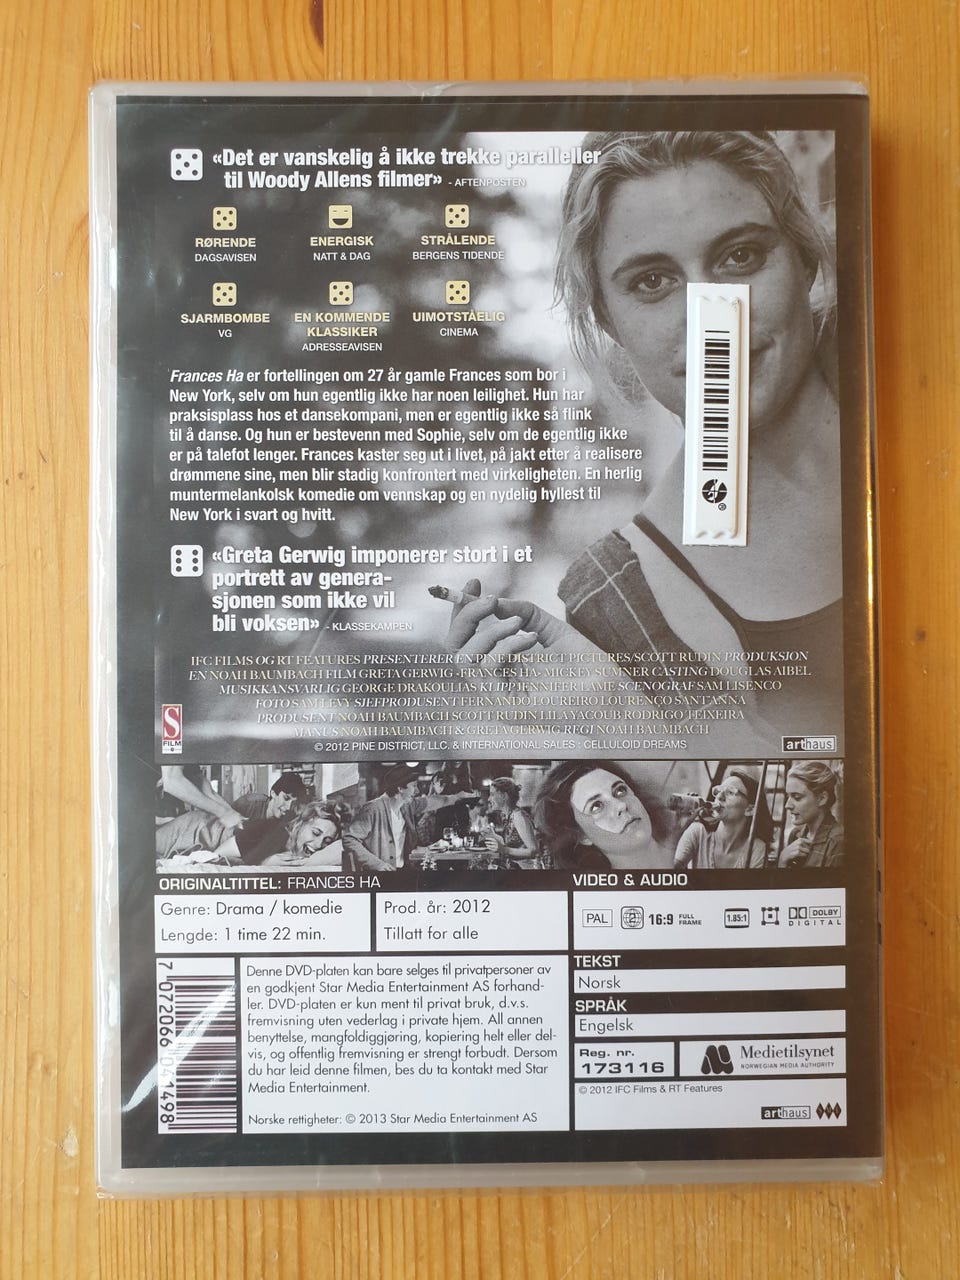 «Det er vanskelig å ikke trekke paralleller
til Woody Allens filmer» - AFTENPOSTEN
RØRENDE
DAGSAVISEN
ENERGISK
NATT & DAG
STRÅLENDE
BERGENS TIDENDE
SJARMBOMBE
VG
EN KOMMENDE
KLASSIKER
ADRESSEAVISEN
UIMOTSTÅELIG
CINEMA
Frances Ha er fortellingen om 27 år gamle Frances som bor i
New York, selv om hun egentlig ikke har noen leilighet. Hun har
praksisplass hos et dansekompani, men er egentlig ikke så flink
til å danse. Og hun er bestevenn med Sophie, selv om de egentlig ikke
er på talefot lenger. Frances kaster seg ut i livet, på jakt etter å realisere
drømmene sine, men blir stadig konfrontert med virkeligheten. En herlig
muntermelankolsk komedie om vennskap og en nydelig hyllest til
New York i svart og hvitt.
«Greta Gerwig imponerer stort i et
portrett av genera-
sjonen som ikke vil
bli voksen» - KLASSEKAMPEN
IFC FILMS OG RT FEATURES PRESENTERER EN PINE DISTRICT PICTURES/SCOTT RUDIN PRODUKSJON
EN NOAH BAUMBACH FILM GRETA GERWIG ·FRANCES HA· MICKEY SUMNER CASTING DOUGLAS AIBEL
MUSIKKANSVARLIG GEORGE DRAKOULIAS KLIPP JENNIFER LAME SCENOGRAF SAM LISENCO
FOTO SAM LEVY SJEFPRODUSENT FERNANDO LOUREIRO LOURENÇO SANT'ANNA
PRODUSENT NOAH BAUMBACH SCOTT RUDIN LILA YACOUB RODRIGO TEIXEIRA
MANUS NOAH BAUMBACH & GRETA GERWIG REGI NOAH BAUMBACH
© 2012 PINE DISTRICT, LLC. & INTERNATIONAL SALES : CELLULOID DREAMS
S
FILM
arthaus
ORIGINALTITTEL: FRANCES HA
Genre: Drama / komedie
Lengde: 1 time 22 min.
Prod. år: 2012
Tillatt for alle
VIDEO & AUDIO
PAL
2
16:9 FULL
FRAME
1.85:1
DOLBY
DIGITAL
TEKST
Norsk
SPRÅK
Engelsk
Reg. nr.
173116
Medietilsynet
NORWEGIAN MEDIA AUTHORITY
© 2012 IFC Films & RT Features
arthaus
7 072066 041498
Denne DVD-platen kan bare selges til privatpersoner av
en godkjent Star Media Entertainment AS forhand-
ler. DVD-platen er kun ment til privat bruk, d.v.s.
fremvisning uten vederlag i private hjem. All annen
benyttelse, mangfoldiggjøring, kopiering helt eller del-
vis, og offentlig fremvisning er strengt forbudt. Dersom
du har leid denne filmen, bes du ta kontakt med Star
Media Entertainment.
Norske rettigheter: © 2013 Star Media Entertainment AS